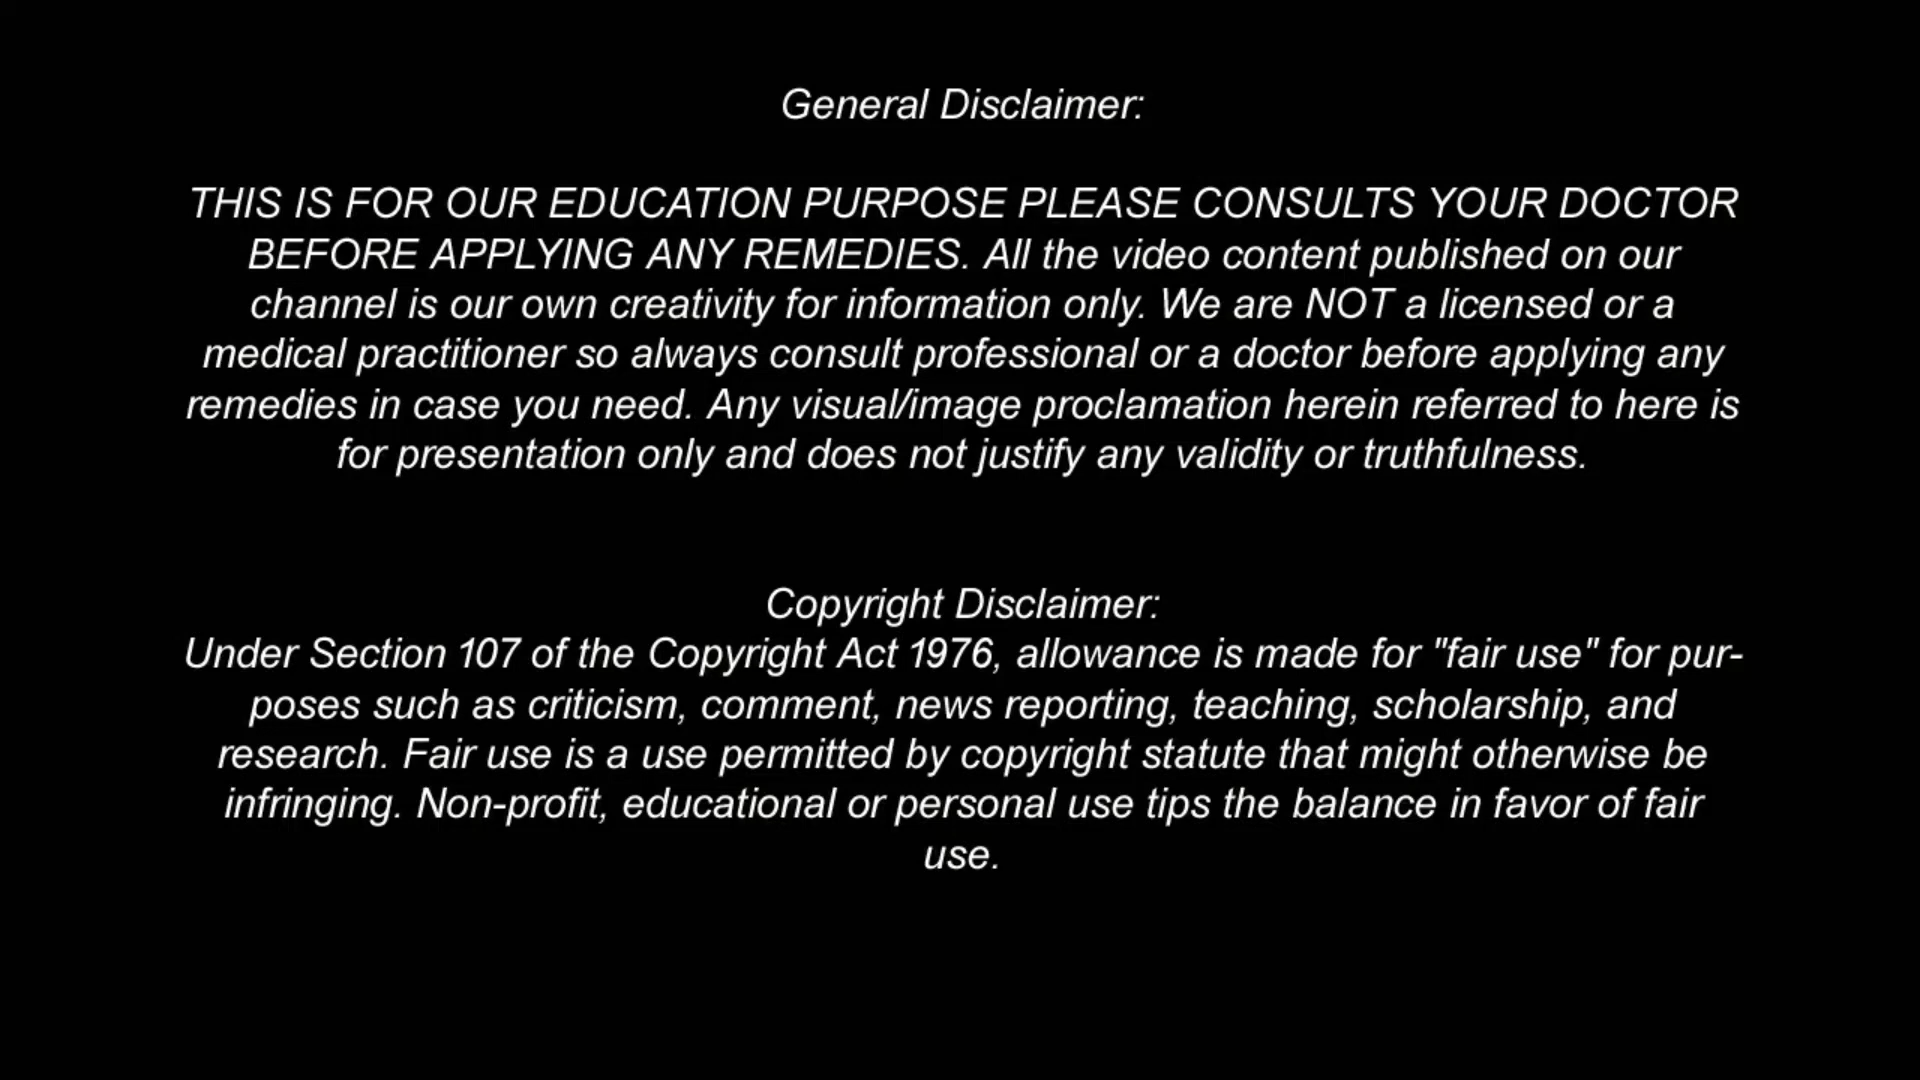 General Disclaimer:
THIS IS FOR OUR EDUCATION PURPOSE PLEASE CONSULTS YOUR DOCTOR
BEFORE APPLYING ANY REMEDIES. All the video content published on our
channel is our own creativity for information only. We are NOT a licensed or a
medical practitioner so always consult professional or a doctor before applying any
remedies in case you need. Any visual/image proclamation herein referred to here is
for presentation only and does not justify any validity or truthfulness.
Copyright Disclaimer:
Under Section 107 of the Copyright Act 1976, allowance is made for "fair use" for pur-
poses such as criticism, comment, news reporting, teaching, scholarship, and
research. Fair use is a use permitted by copyright statute that might otherwise be
infringing. Non-profit, educational or personal use tips the balance in favor of fair
use.